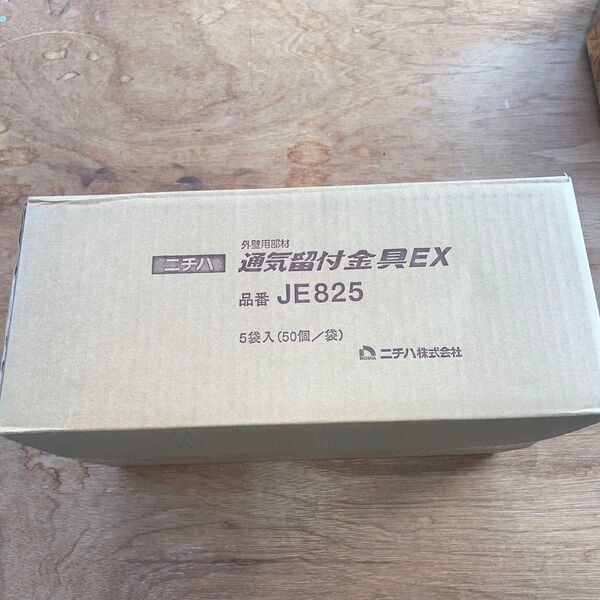 外壁用部材
ニチハ 通気留付金具EX
品番 JE825
5袋入(50個/袋)
NICHIHA ニチハ株式会社